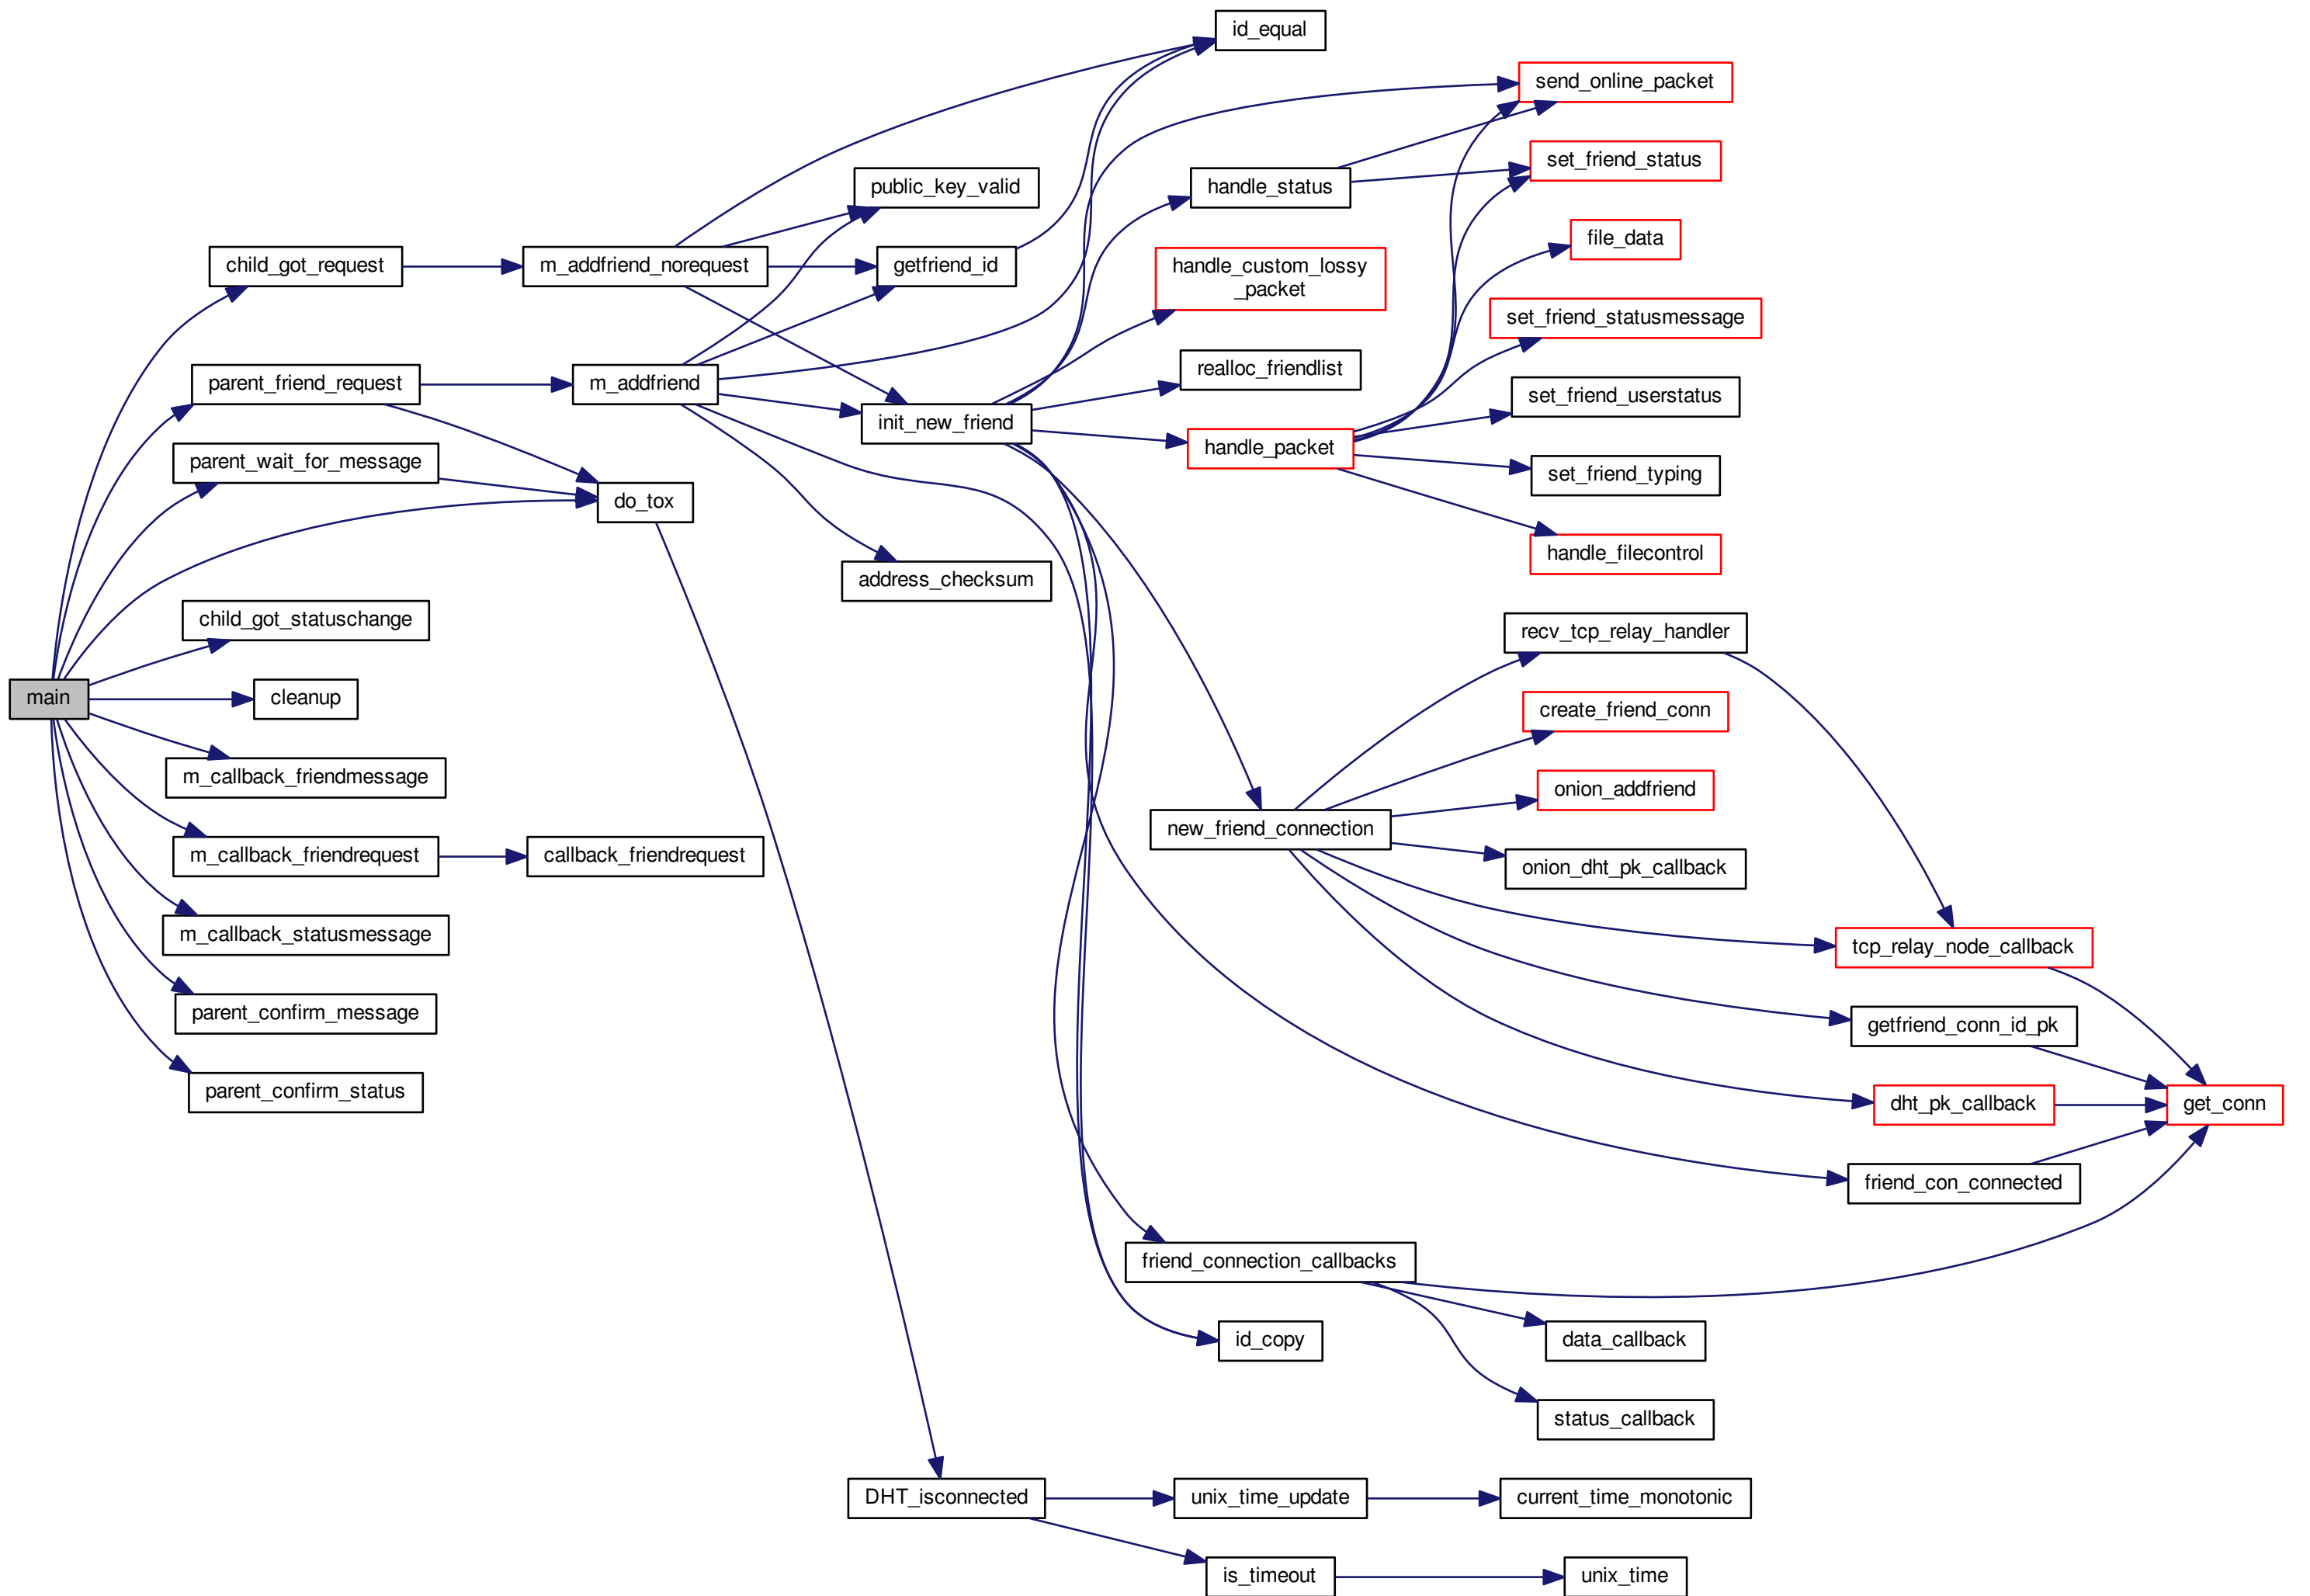 main
child_got_request
parent_friend_request
parent_wait_for_message
child_got_statuschange
cleanup
m_callback_friendmessage
m_callback_friendrequest
m_callback_statusmessage
parent_confirm_message
parent_confirm_status
m_addfriend_norequest
m_addfriend
do_tox
callback_friendrequest
public_key_valid
getfriend_id
init_new_friend
address_checksum
DHT_isconnected
id_equal
handle_status
handle_custom_lossy
_packet
realloc_friendlist
handle_packet
new_friend_connection
friend_connection_callbacks
id_copy
unix_time_update
is_timeout
send_online_packet
set_friend_status
file_data
set_friend_statusmessage
set_friend_userstatus
set_friend_typing
handle_filecontrol
recv_tcp_relay_handler
create_friend_conn
onion_addfriend
onion_dht_pk_callback
data_callback
status_callback
current_time_monotonic
unix_time
tcp_relay_node_callback
getfriend_conn_id_pk
dht_pk_callback
friend_con_connected
get_conn